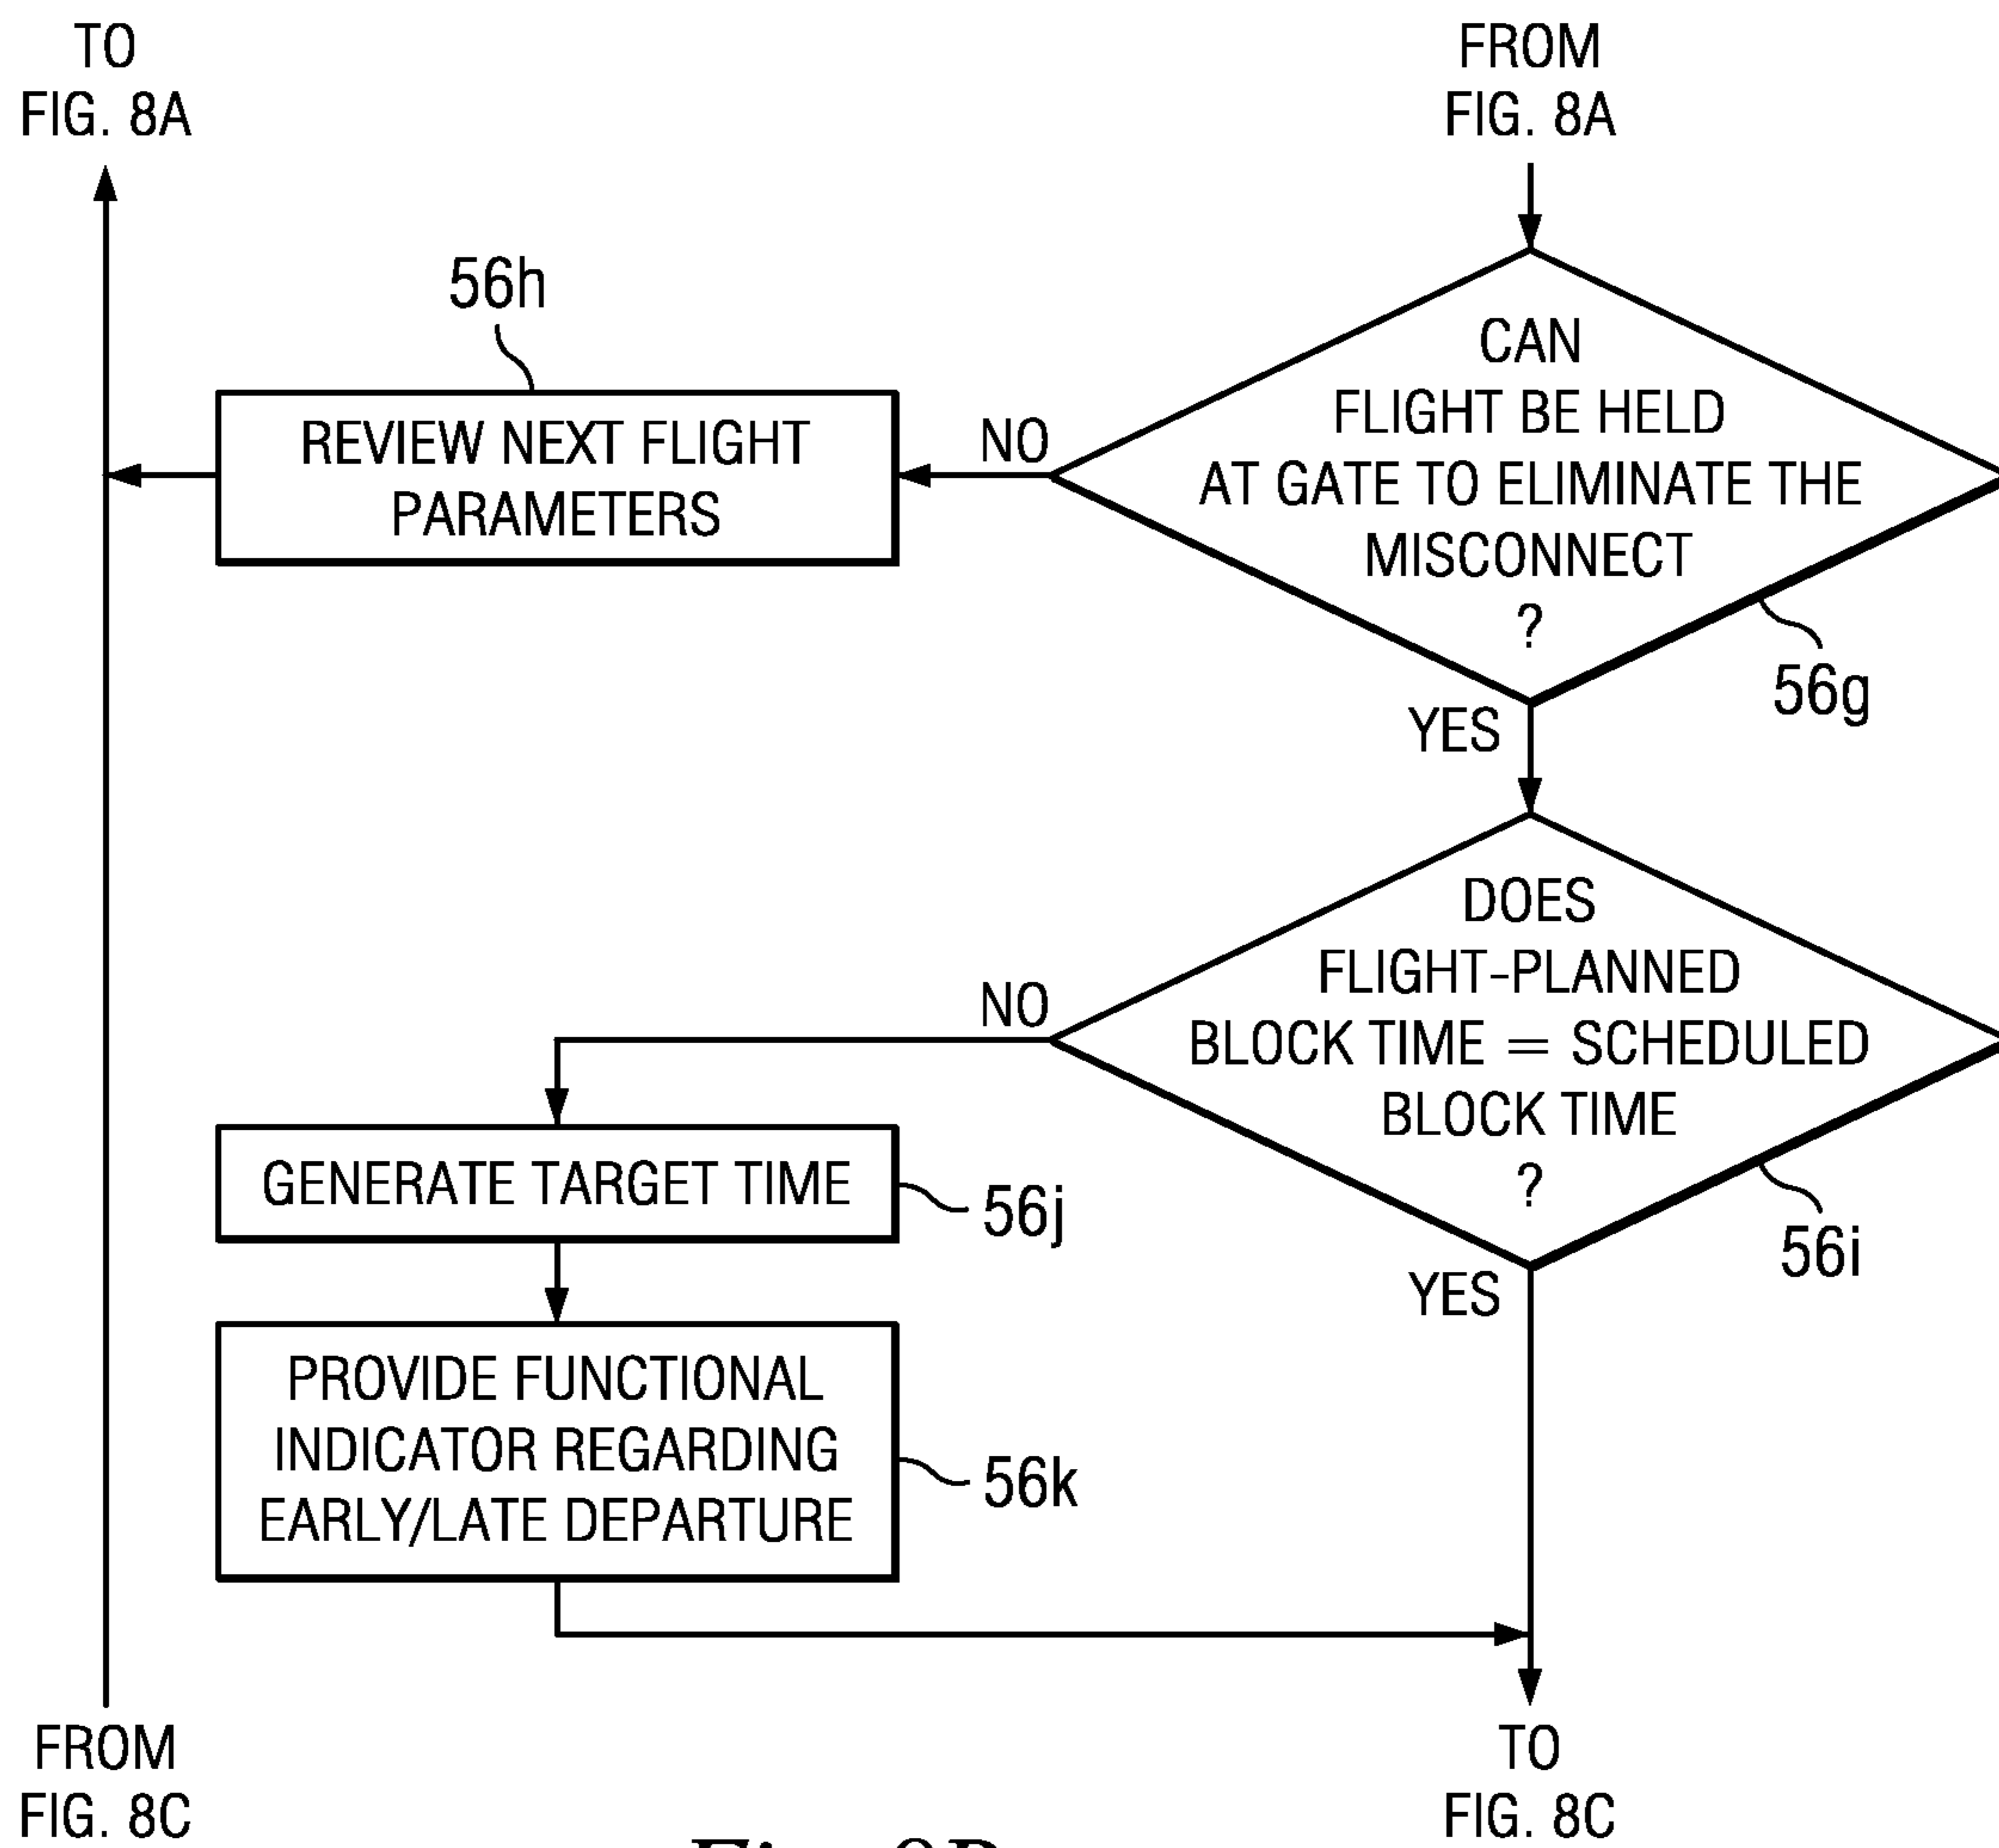 TO
FIG. 8A
FROM
FIG. 8A
56h
CAN
FLIGHT BE HELD
AT GATE TO ELIMINATE THE
MISCONNECT
?
REVIEW NEXT FLIGHT
PARAMETERS
NO
56g
YES
DOES
FLIGHT-PLANNED
BLOCK TIME = SCHEDULED
BLOCK TIME
?
NO
GENERATE TARGET TIME
56j
56i
YES
PROVIDE FUNCTIONAL
INDICATOR REGARDING
EARLY/LATE DEPARTURE
56k
FROM
FIG. 8C
TO
FIG. 8C